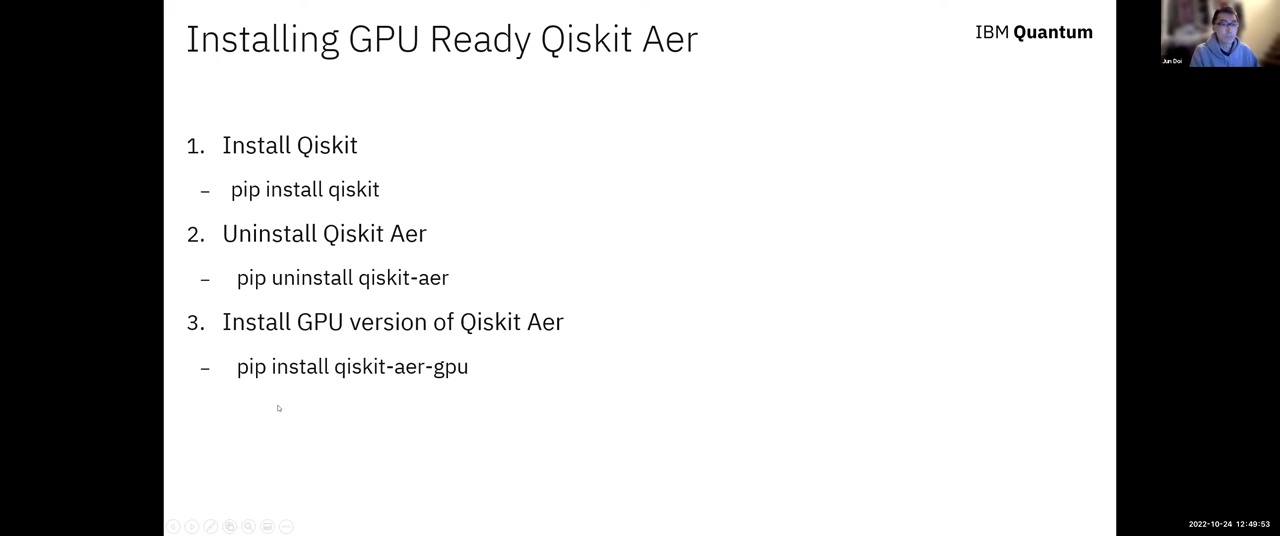 Installing GPU Ready Qiskit Aer
IBM Quantum
Jun Doi
1. Install Qiskit
– pip install qiskit
2. Uninstall Qiskit Aer
– pip uninstall qiskit-aer
3. Install GPU version of Qiskit Aer
– pip install qiskit-aer-gpu
2022-10-24 12:49:53